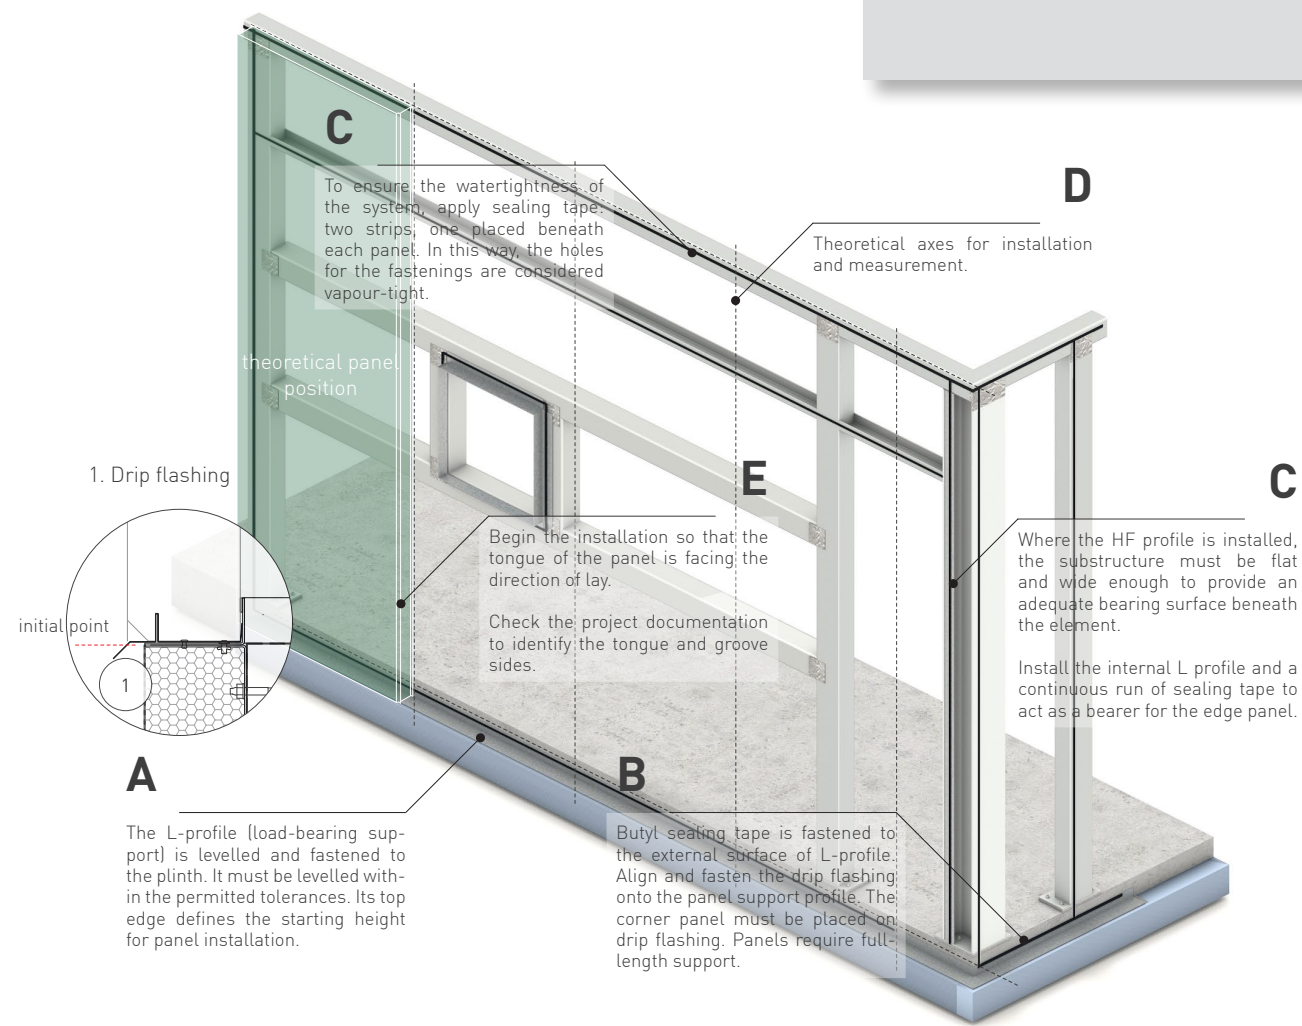 C
To ensure the watertightness of
the system, apply sealing tape:
two strips, one placed beneath
each panel. In this way, the holes
for the fastenings are considered
vapour-tight.
D
Theoretical axes for installation
and measurement.
theoretical panel
position
1. Drip flashing
initial point
1
E
Begin the installation so that the
tongue of the panel is facing the
direction of lay.
Check the project documentation
to identify the tongue and groove
sides.
C
Where the HF profile is installed,
the substructure must be flat
and wide enough to provide an
adequate bearing surface beneath
the element.
Install the internal L profile and a
continuous run of sealing tape to
act as a bearer for the edge panel.
A
The L-profile (load-bearing sup-
port) is levelled and fastened to
the plinth. It must be levelled with-
in the permitted tolerances. Its top
edge defines the starting height
for panel installation.
B
Butyl sealing tape is fastened to
the external surface of L-profile.
Align and fasten the drip flashing
onto the panel support profile. The
corner panel must be placed on
drip flashing. Panels require full-
length support.